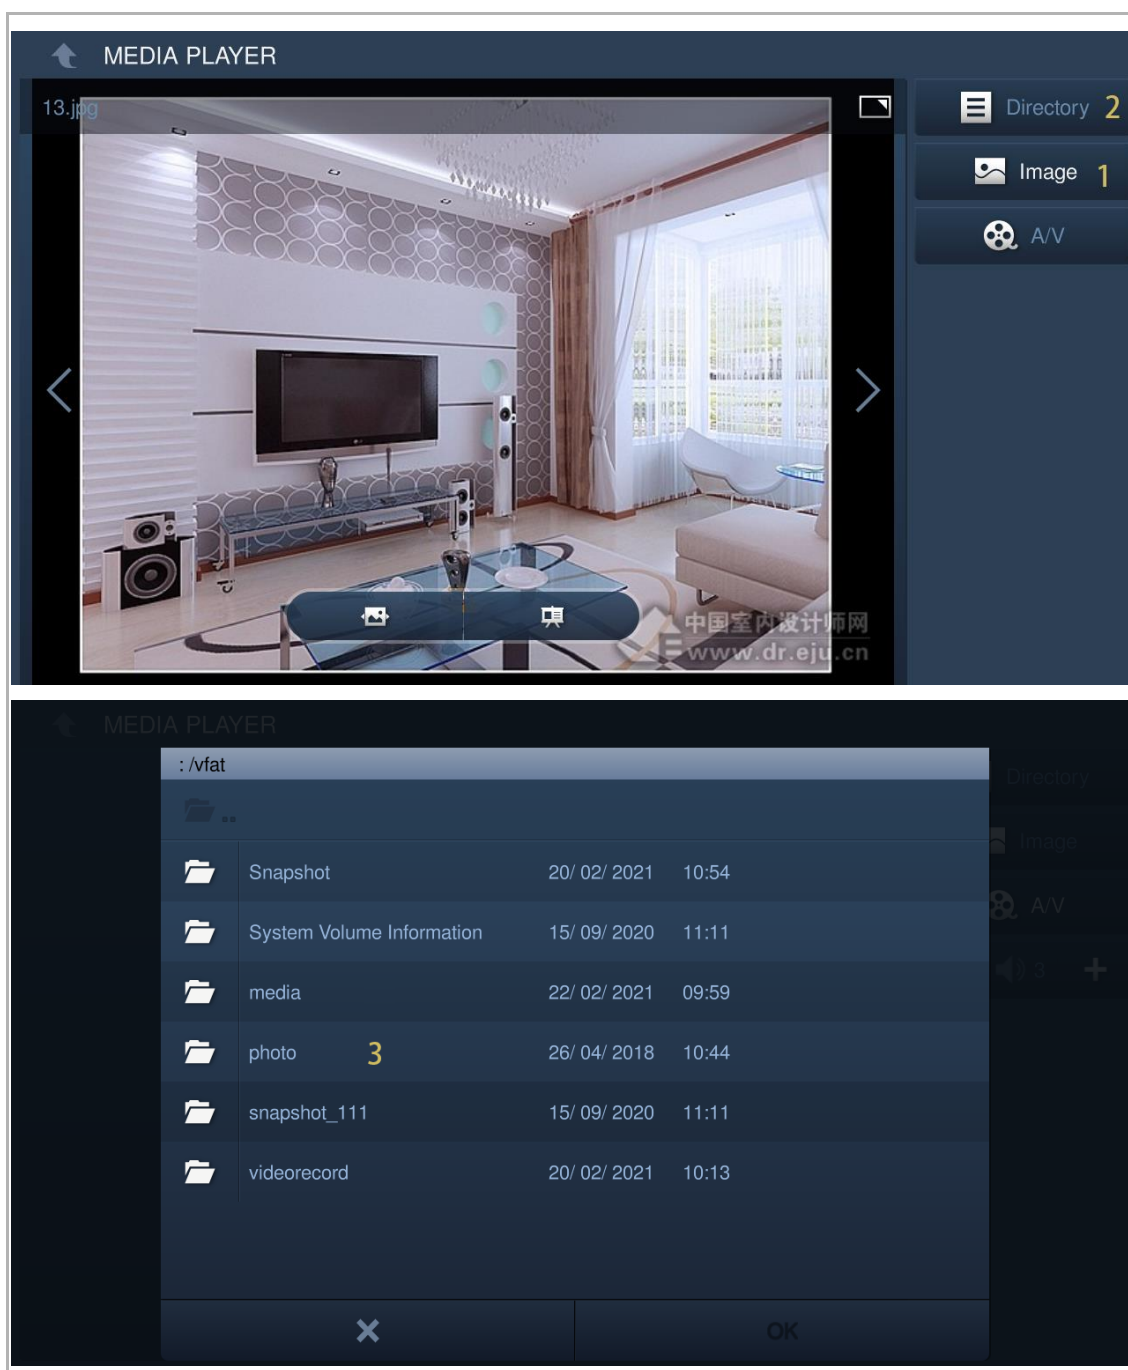 MEDIA PLAYER
13.jpg
Directory 2
Image 1
A/V
中国室内设计师网
www.dr.eju.cn
MEDIA PLAYER
: /vfat
Directory
..
Image
Snapshot 20/ 02/ 2021 10:54
A/V
System Volume Information 15/ 09/ 2020 11:11
3 +
media 22/ 02/ 2021 09:59
photo 3 26/ 04/ 2018 10:44
snapshot_111 15/ 09/ 2020 11:11
videorecord 20/ 02/ 2021 10:13
OK